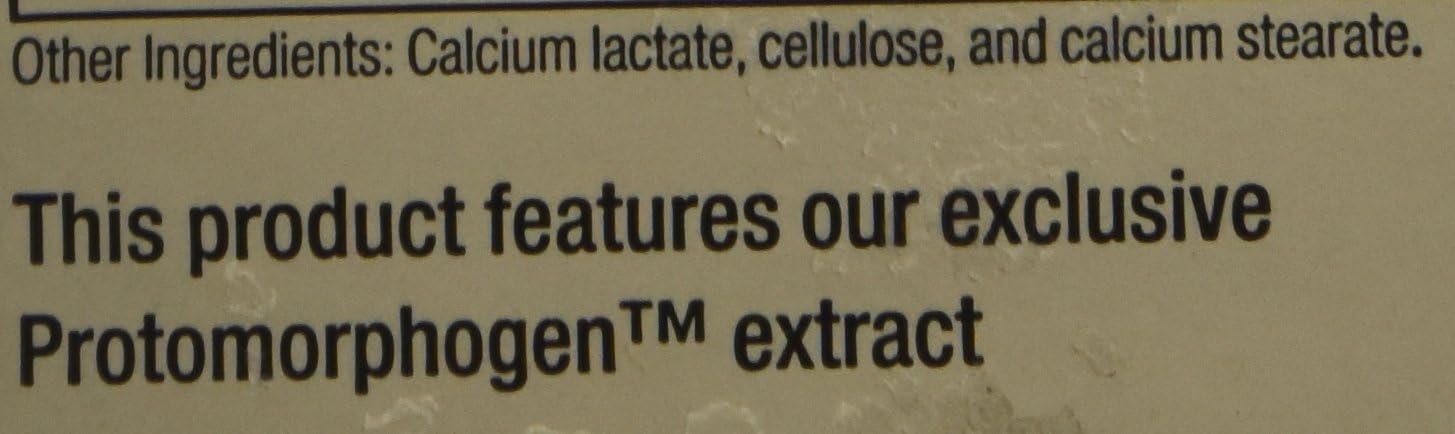 Other Ingredients: Calcium lactate, cellulose, and calcium stearate.
This product features our exclusive
Protomorphogen™ extract